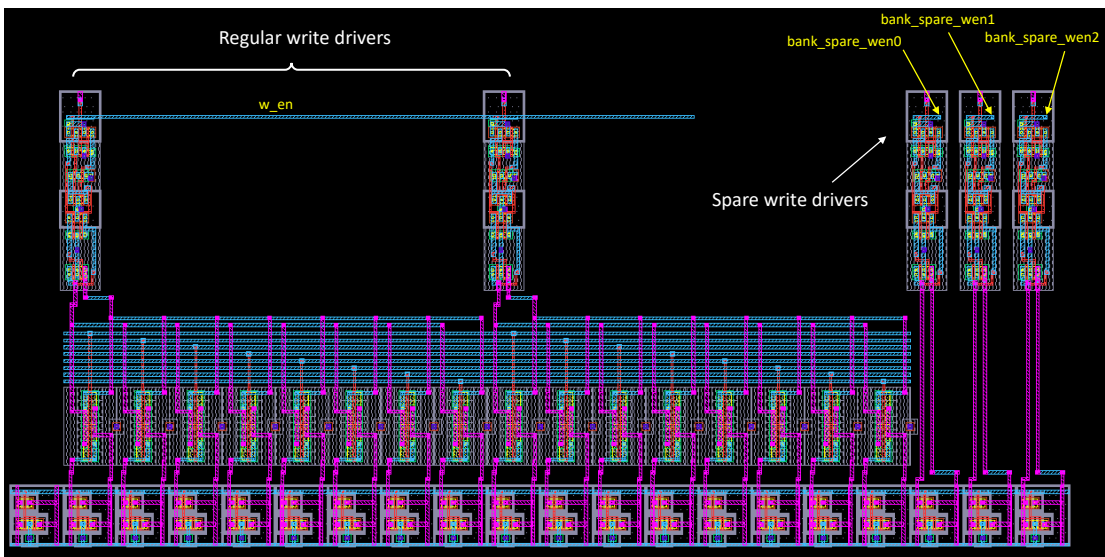 bank_spare_wen1
Regular write drivers
bank_spare_wen0
bank_spare_wen2
w_en
Spare write drivers